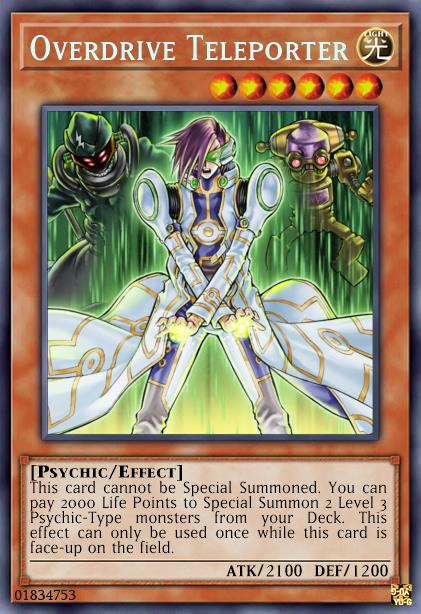 OVERDRIVE TELEPORTER
LIGHT
光
[PSYCHIC/EFFECT]
This card cannot be Special Summoned. You can
pay 2000 Life Points to Special Summon 2 Level 3
Psychic-Type monsters from your Deck. This
effect can only be used once while this card is
face-up on the field.
ATK/2100 DEF/1200
01834753